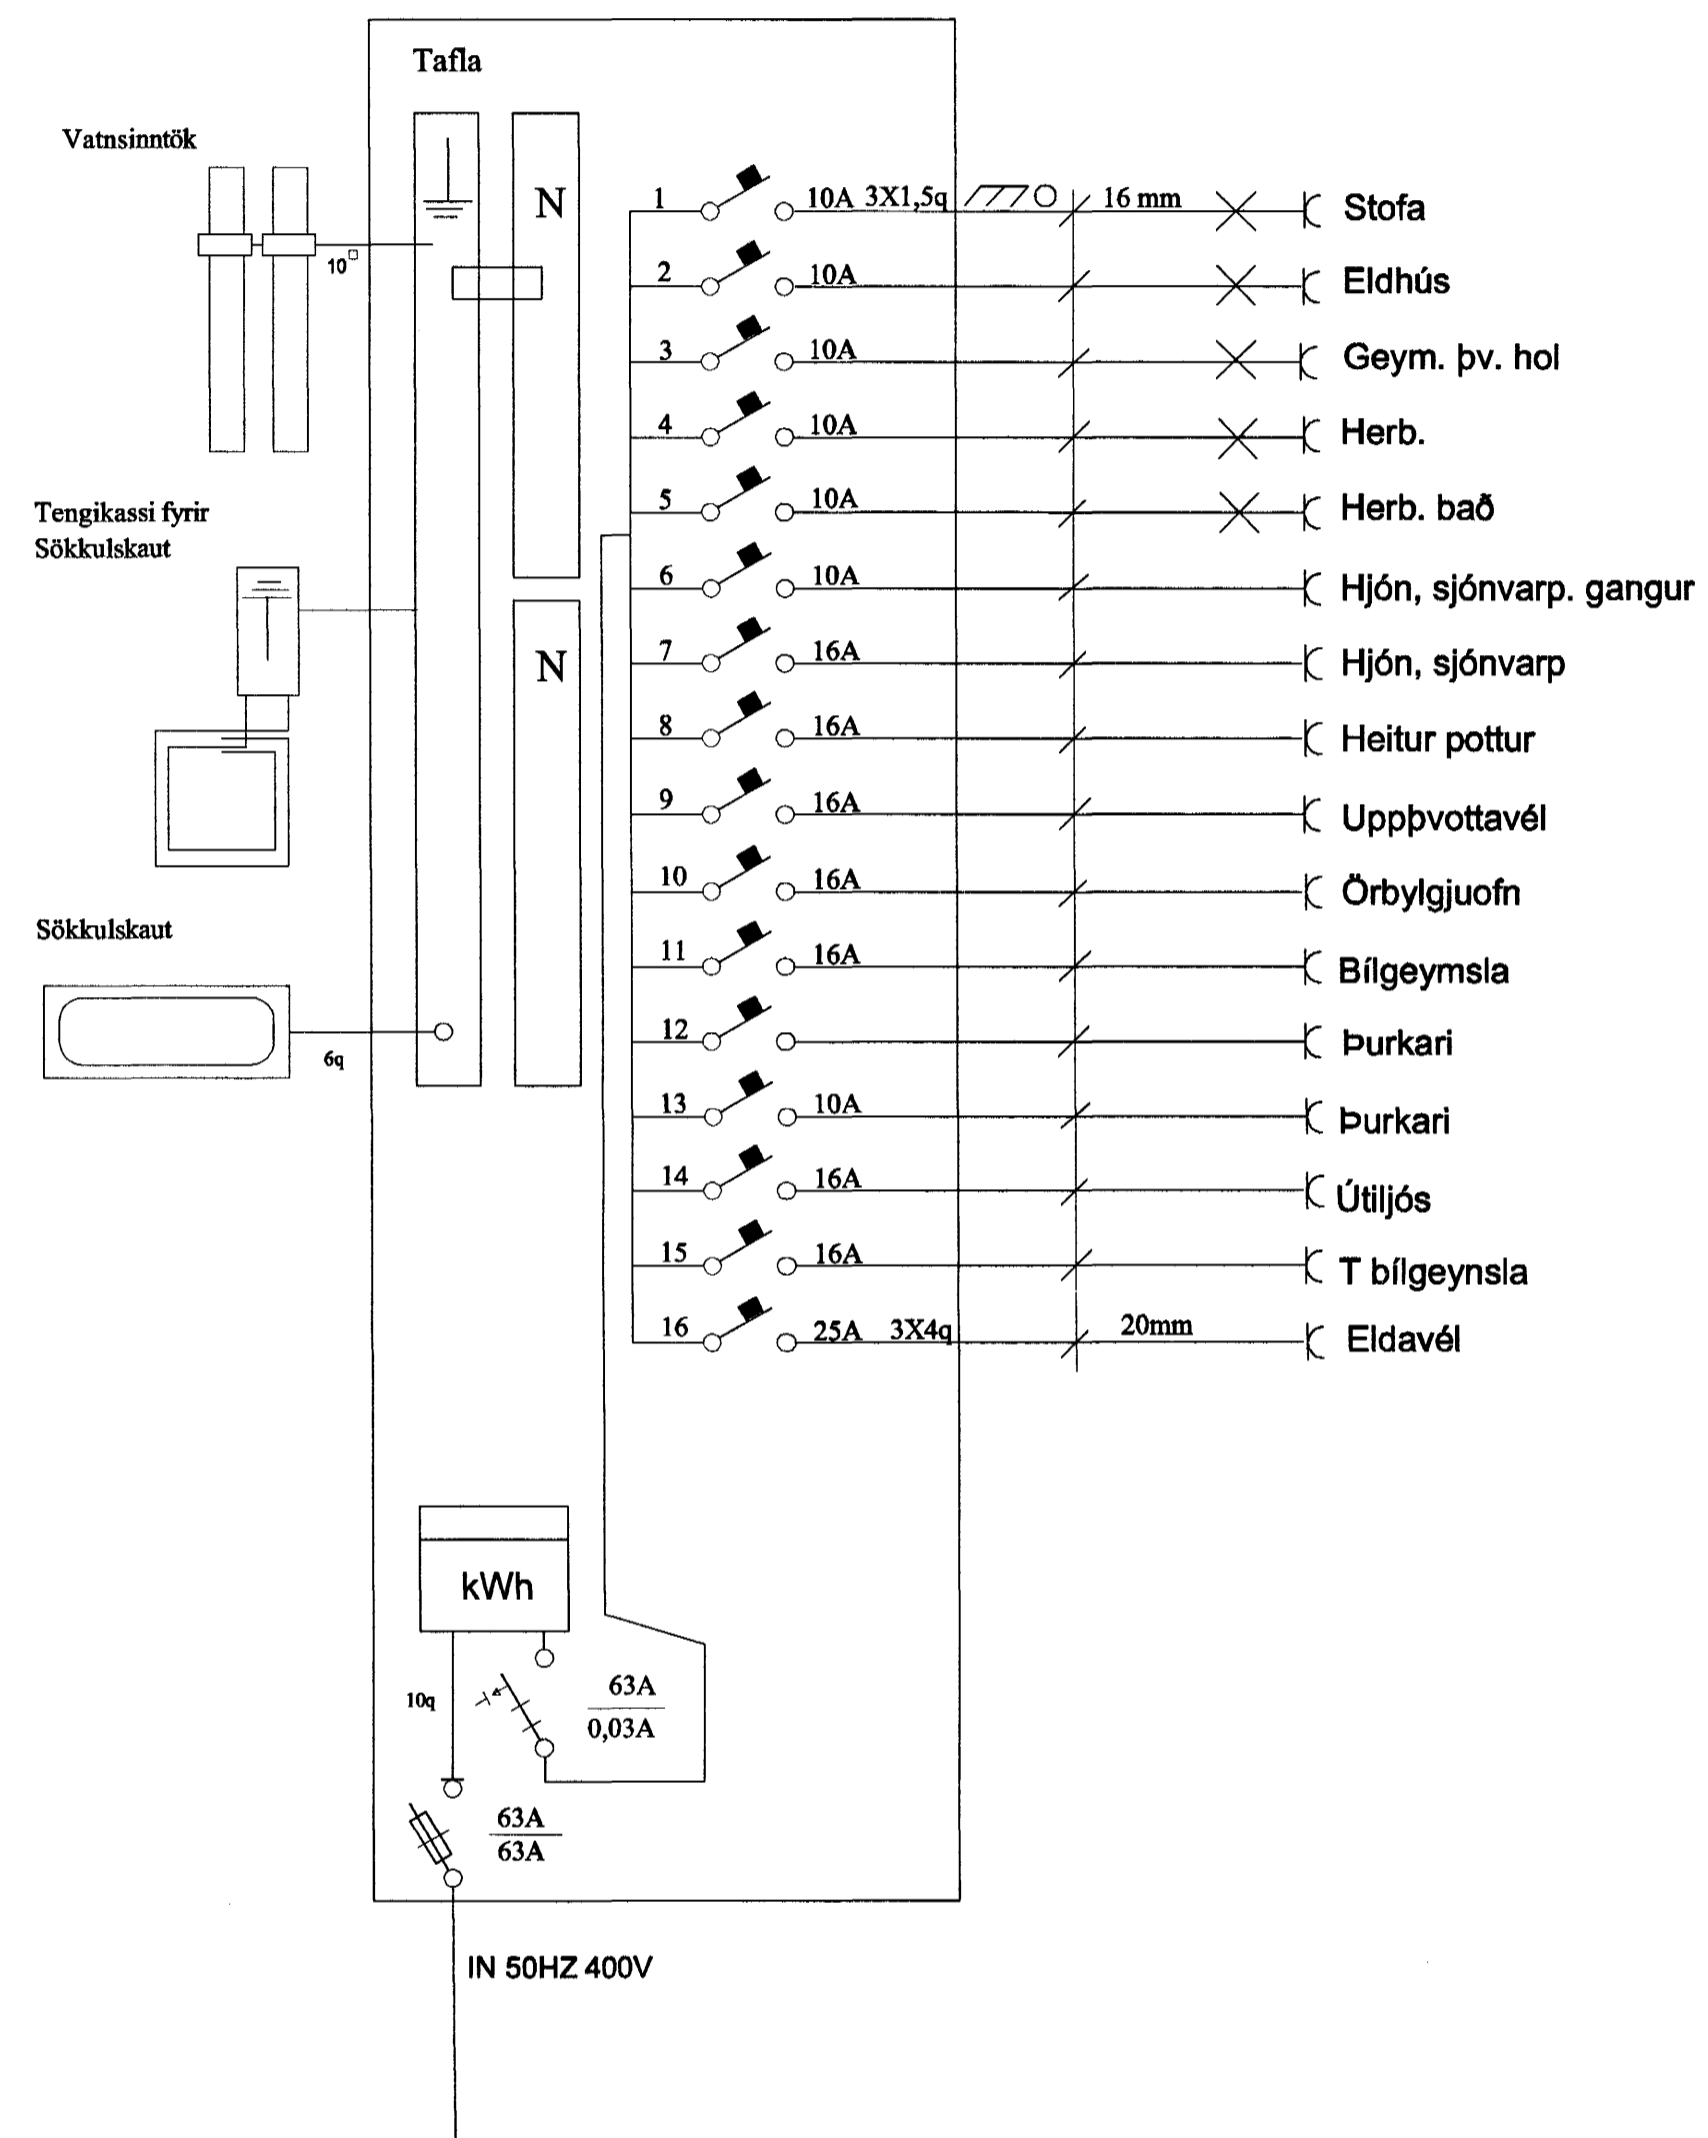 Tafla
Vatnsinntök
10□
Tengikassi fyrir
Sökkulskaut
Sökkulskaut
6q
N
N
1 10A 3X1,5q 16 mm Stofa
2 10A Eldhús
3 10A Geym. þv. hol
4 10A Herb.
5 10A Herb. bað
6 10A Hjón, sjónvarp. gangur
7 16A Hjón, sjónvarp
8 16A Heitur pottur
9 16A Uppþvottavél
10 16A Örbylgjuofn
11 16A Bílgeymsla
12 Þurkari
13 10A Þurkari
14 16A Útiljós
15 16A T bílgeynsla
16 25A 3X4q 20mm Eldavél
kWh
10q
63A
0,03A
63A
63A
IN 50HZ 400V